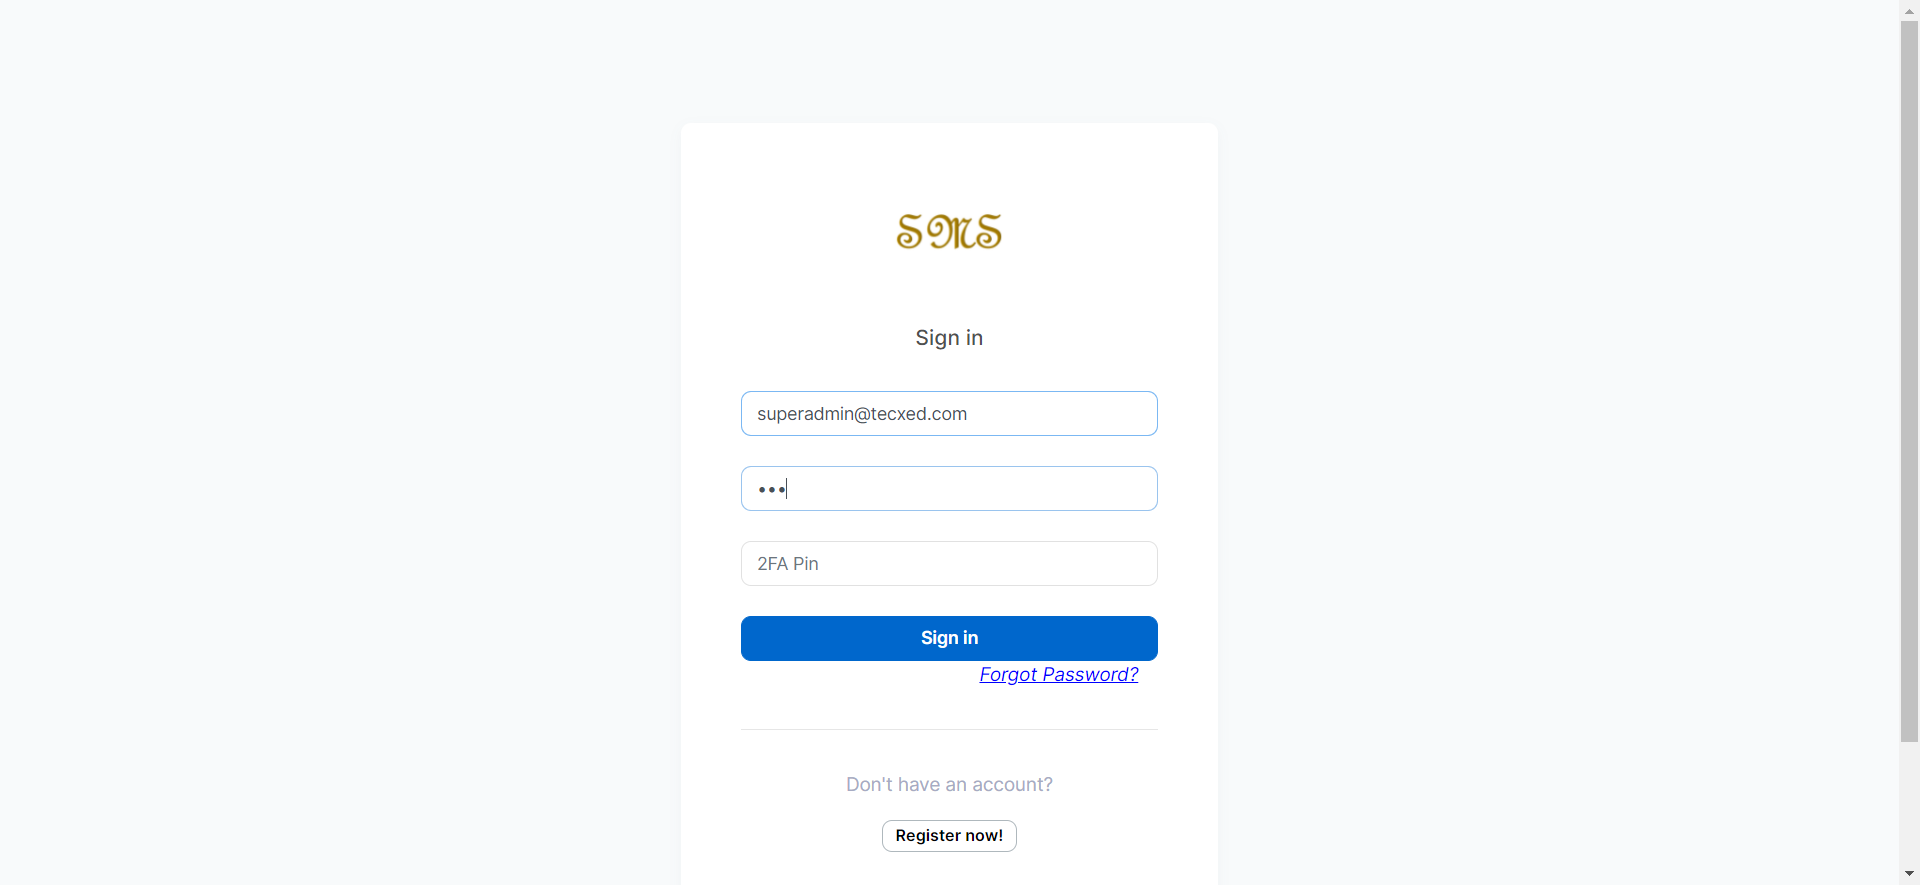 SMS
Sign in
superadmin@tecxed.com
•••
2FA Pin
Sign in
Forgot Password?
Don't have an account?
Register now!